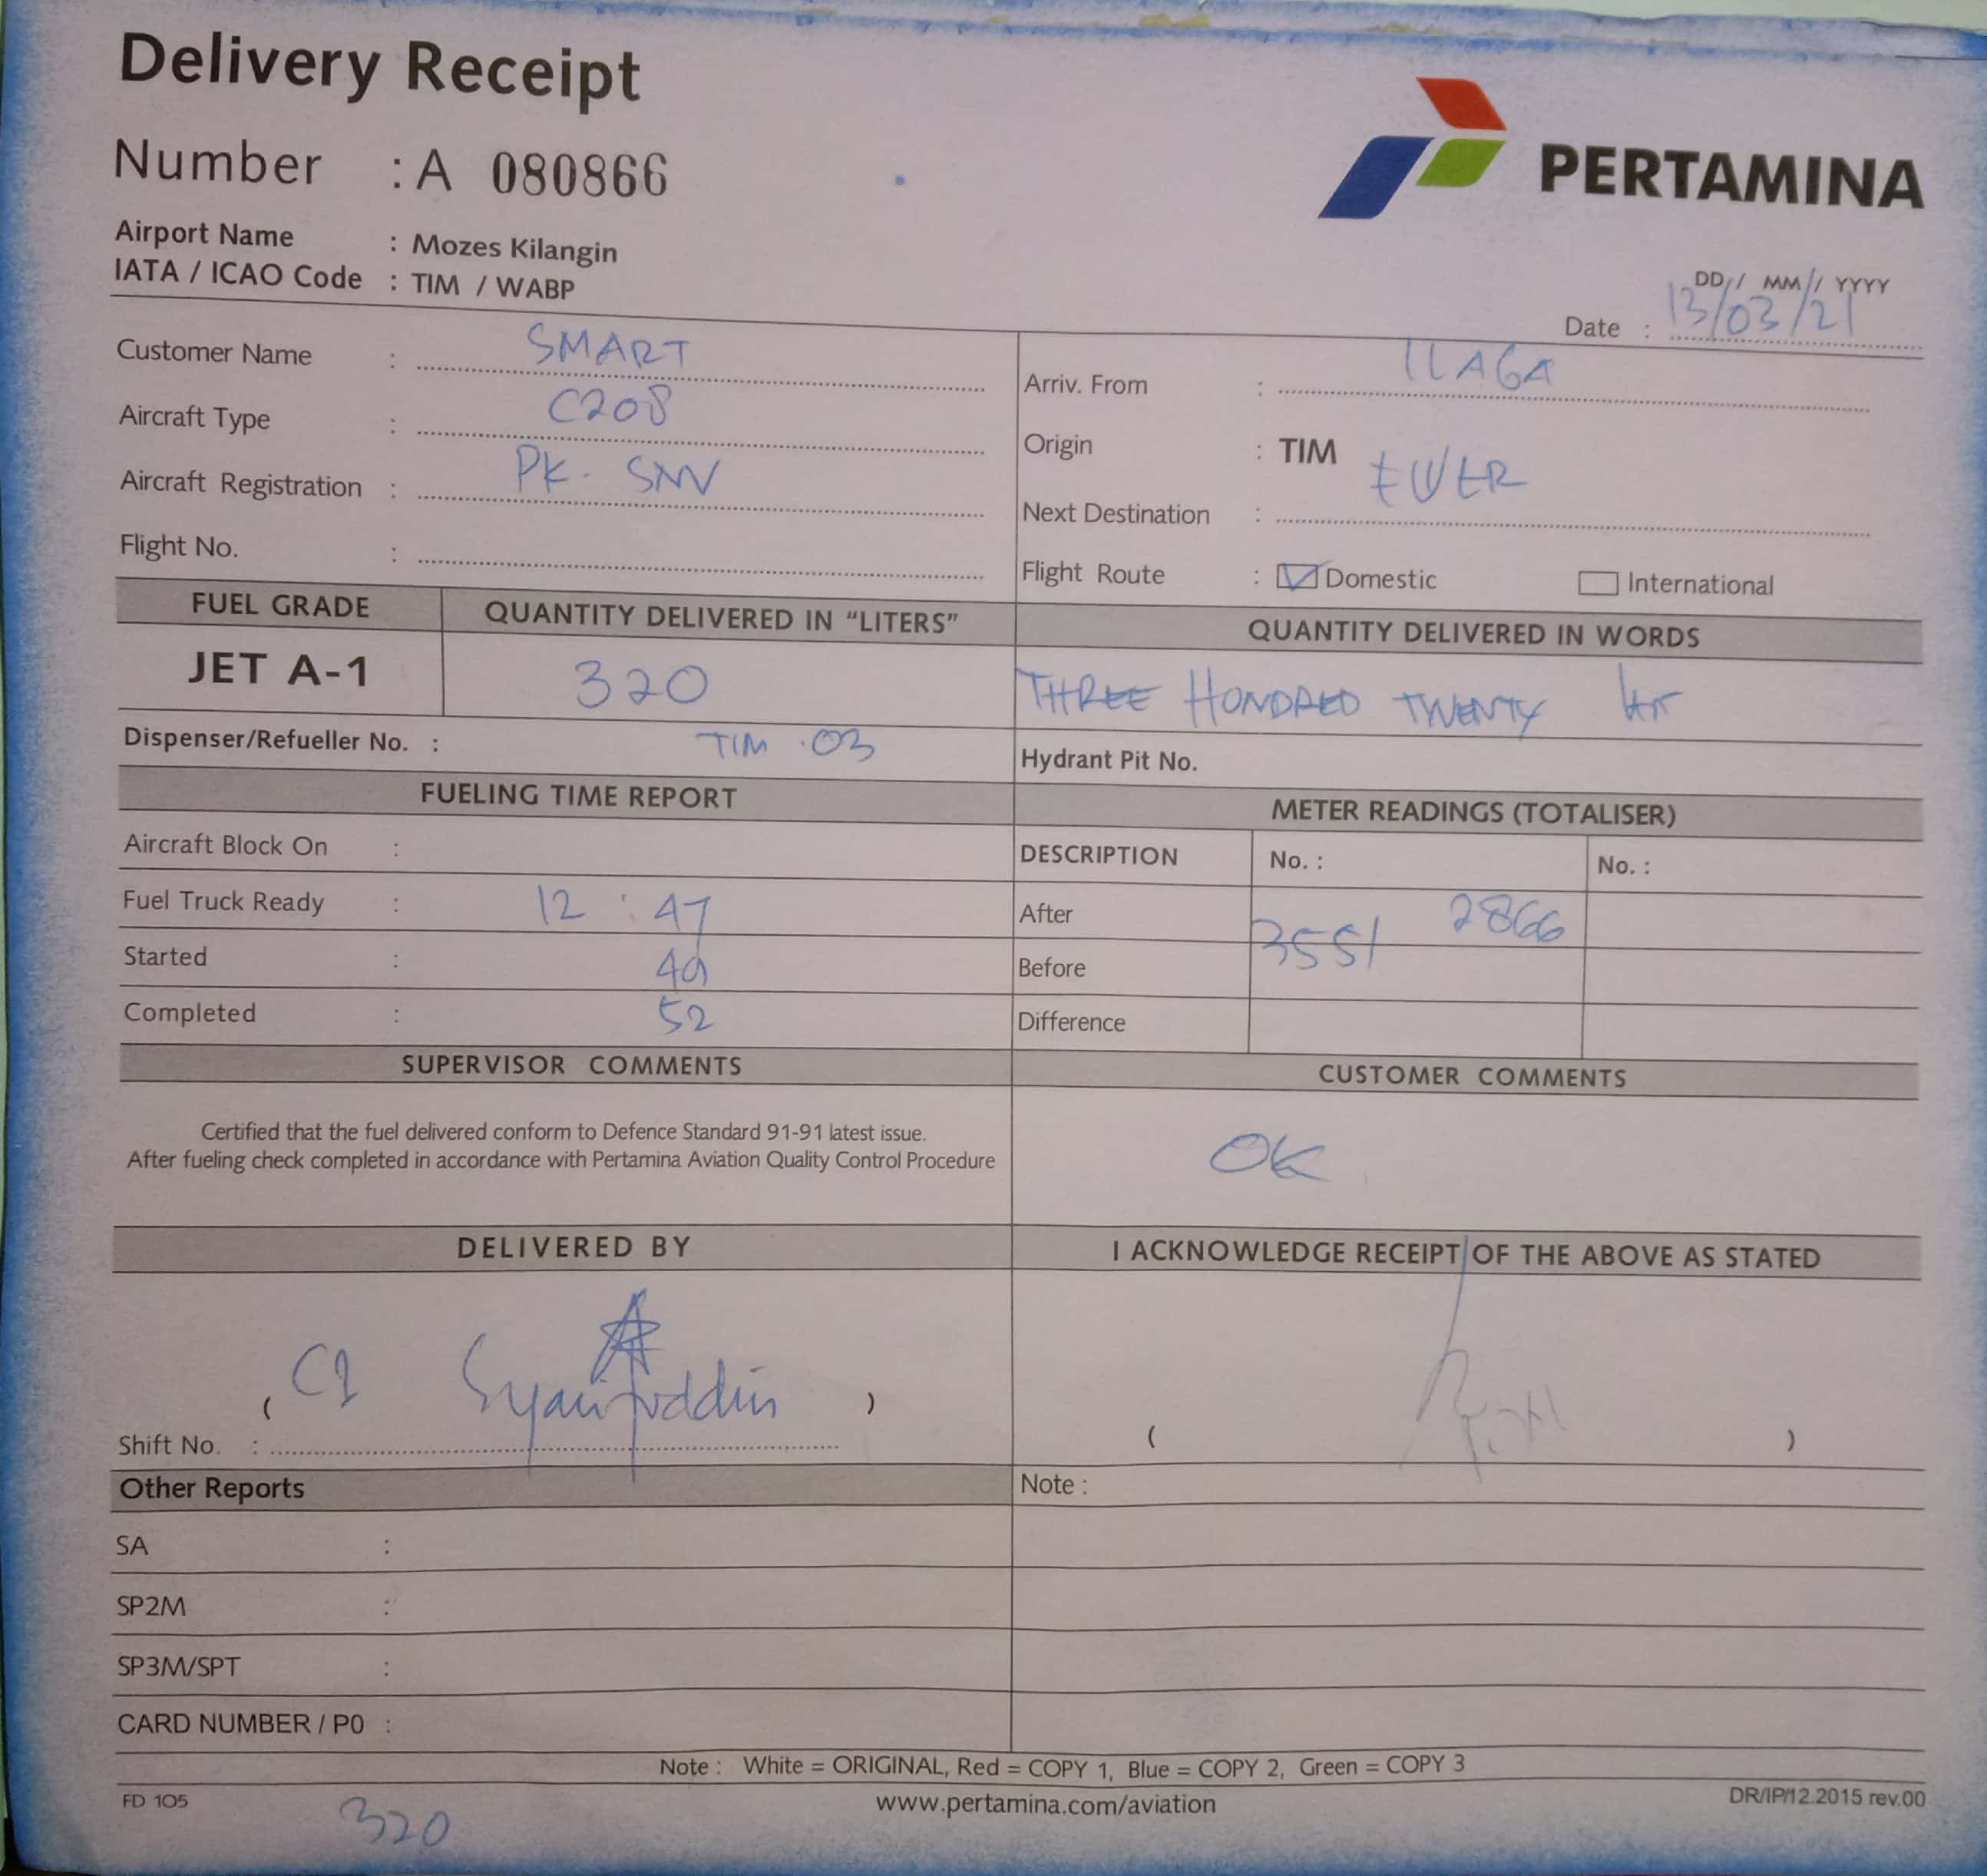 Delivery Receipt
Number : A 080866
PERTAMINA
Airport Name : Mozes Kilangin
IATA / ICAO Code : TIM / WABP
DD / MM / YYYY
Date : 13/03/21
Customer Name : SMART
Aircraft Type : C208
Aircraft Registration : PK - SNV
Flight No. :
Arriv. From : ILAGA
Origin : TIM
Next Destination : EWER
Flight Route : Domestic International
FUEL GRADE QUANTITY DELIVERED IN "LITERS" QUANTITY DELIVERED IN WORDS
JET A-1 320 THREE HONDRED TWENTY
Dispenser/Refueller No. : TIM .03 Hydrant Pit No.
FUELING TIME REPORT
Aircraft Block On :
Fuel Truck Ready : 12 : 47
Started : 49
Completed : 52
METER READINGS (TOTALISER)
DESCRIPTION No. : No. :
After 3551 2866
Before
Difference
SUPERVISOR COMMENTS
Certified that the fuel delivered conform to Defence Standard 91-91 latest issue.
After fueling check completed in accordance with Pertamina Aviation Quality Control Procedure
CUSTOMER COMMENTS
OK
DELIVERED BY
( C1 Syarifuddin )
Shift No. :
I ACKNOWLEDGE RECEIPT OF THE ABOVE AS STATED
( )
Other Reports
SA :
SP2M :
SP3M/SPT :
CARD NUMBER / P0 :
Note :
Note : White = ORIGINAL, Red = COPY 1, Blue = COPY 2, Green = COPY 3
FD 105 www.pertamina.com/aviation DR/IP/12.2015 rev.00
320